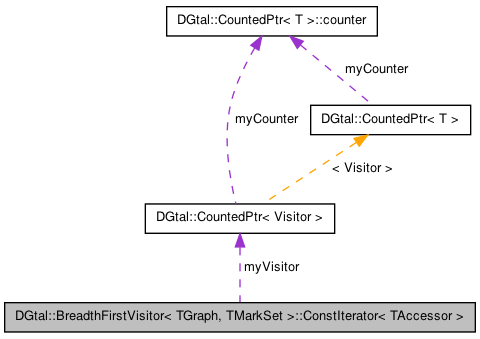 DGtal::CountedPtr< T >::counter
myCounter
DGtal::CountedPtr< T >
myCounter
< Visitor >
DGtal::CountedPtr< Visitor >
myVisitor
DGtal::BreadthFirstVisitor< TGraph, TMarkSet >::ConstIterator< TAccessor >